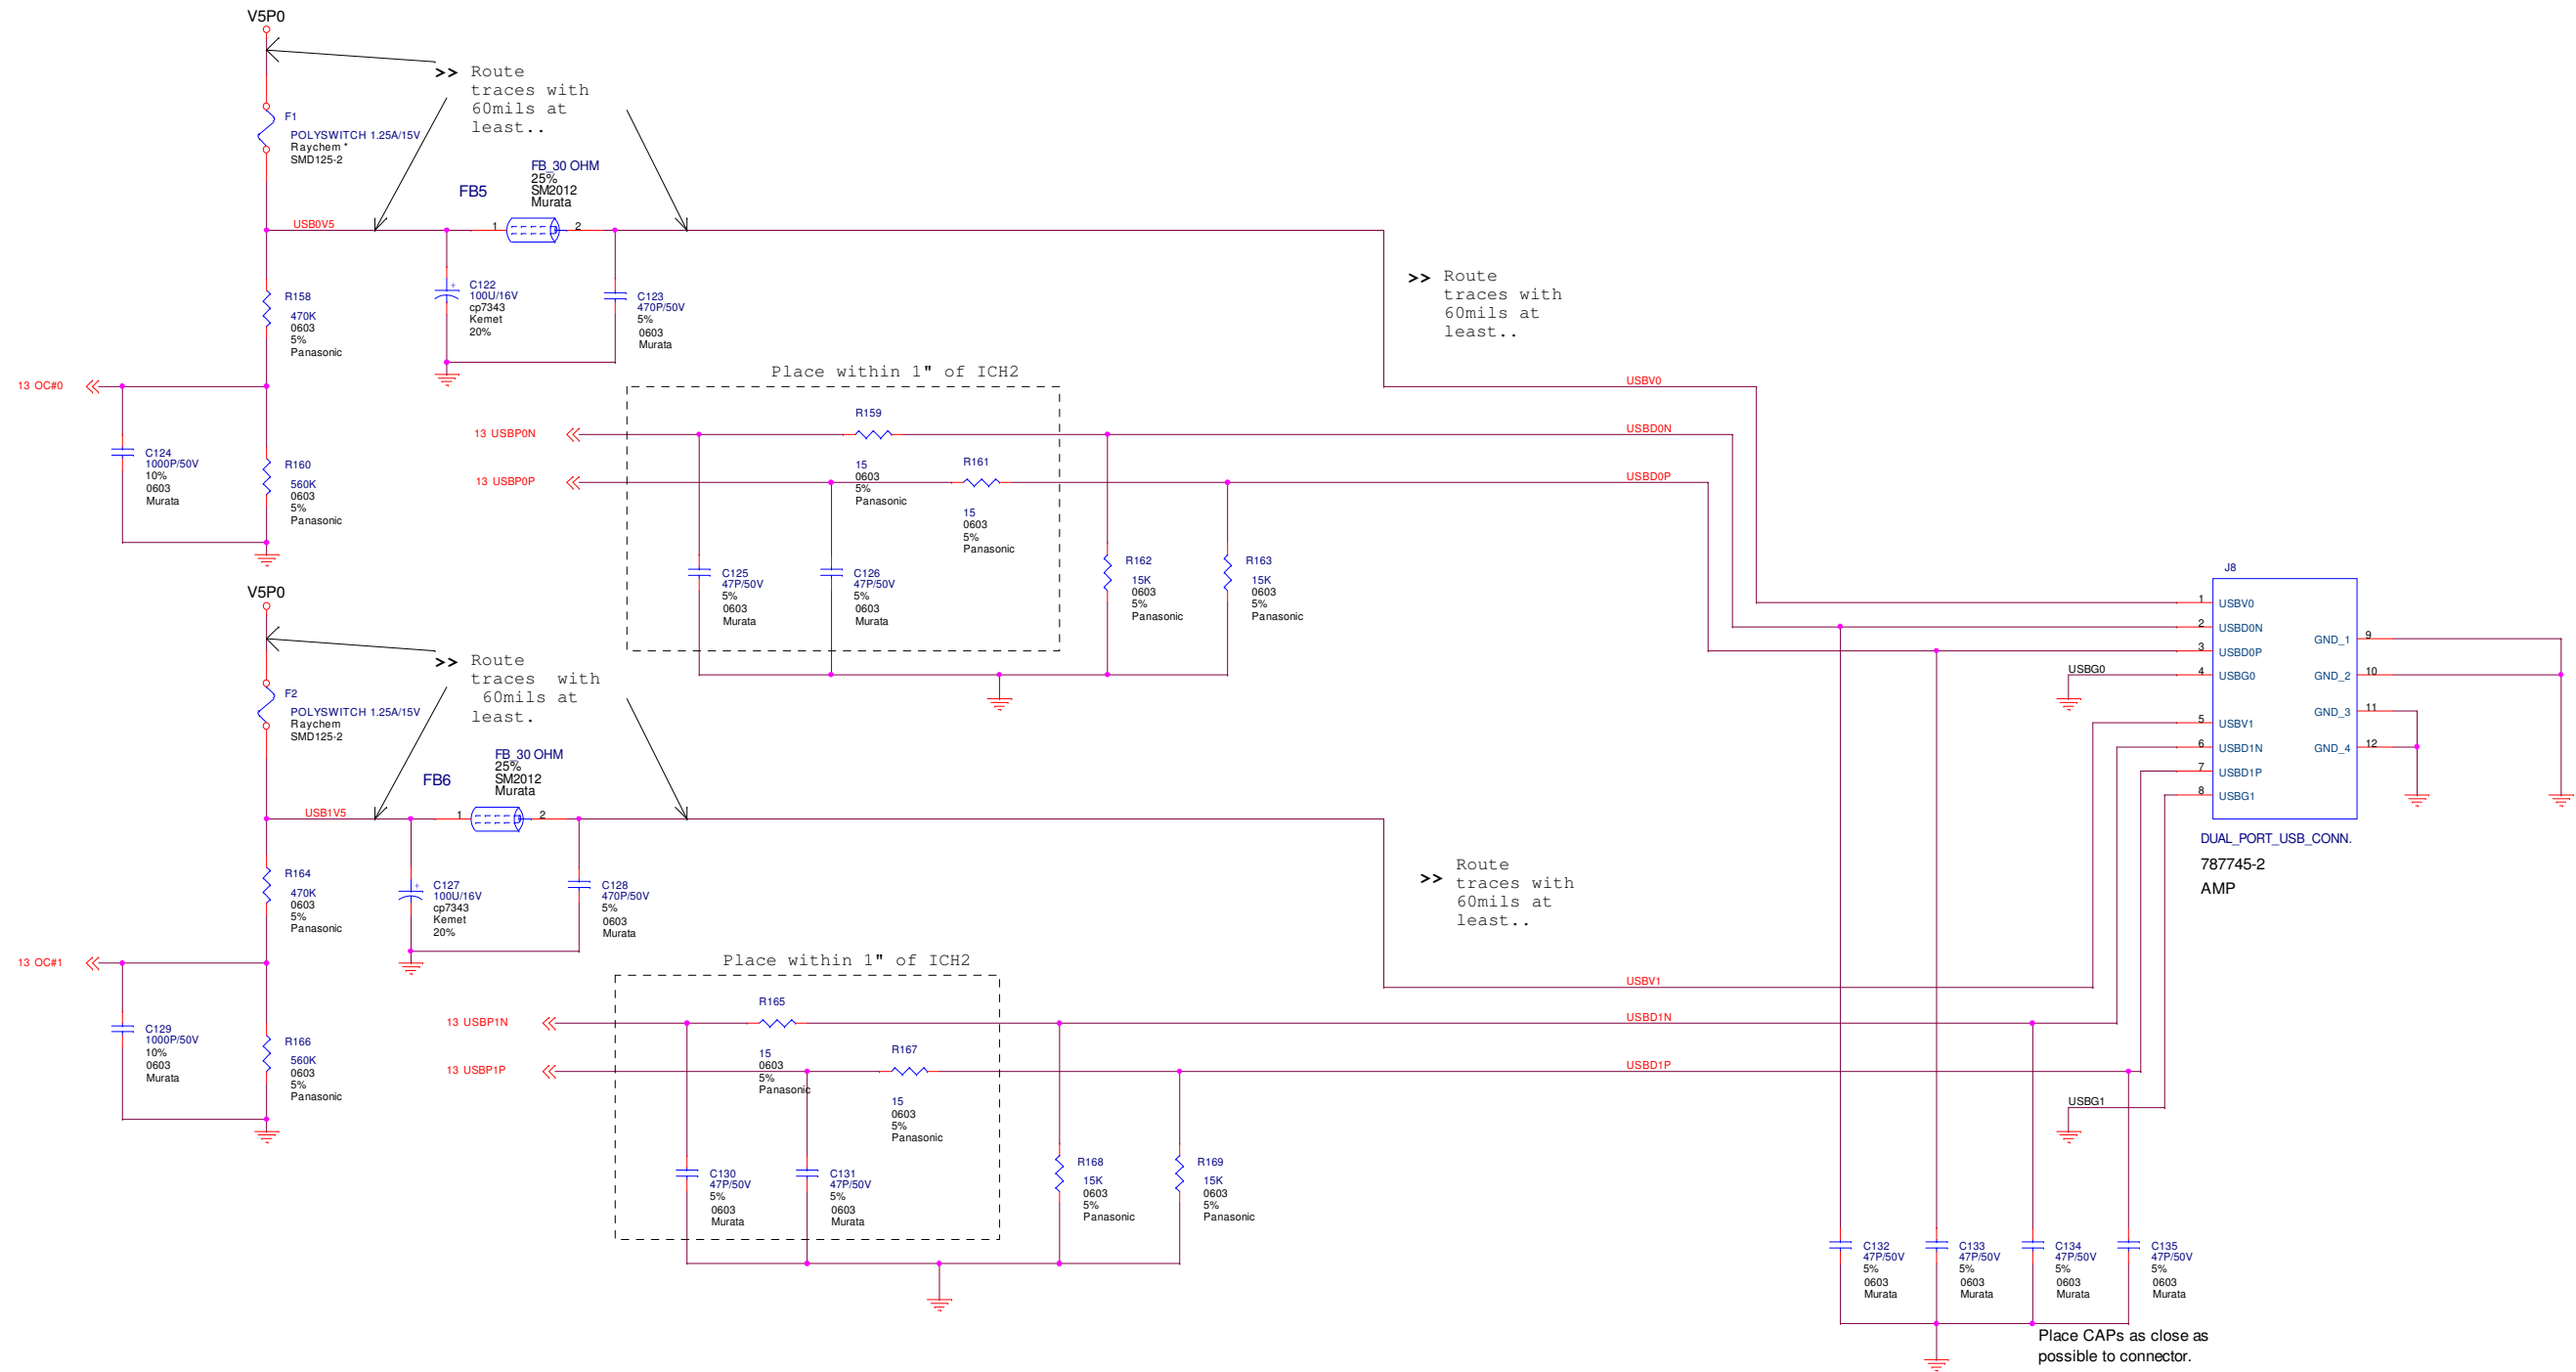 V5P0
>> Route
traces with
60mils at
least..
F1
POLYSWITCH 1.25A/15V
Raychem *
SMD125-2
FB_30 OHM
25%
SM2012
Murata
FB5
USB0V5
1
2
C122
100U/16V
cp7343
Kemet
20%
C123
470P/50V
5%
0603
Murata
R158
470K
0603
5%
Panasonic
>> Route
traces with
60mils at
least..
Place within 1" of ICH2
13 OC#0
USBV0
R159
13 USBP0N
USBD0N
C124
1000P/50V
10%
0603
Murata
R160
560K
0603
5%
Panasonic
15
0603
5%
Panasonic
R161
13 USBP0P
USBD0P
15
0603
5%
Panasonic
C125
47P/50V
5%
0603
Murata
C126
47P/50V
5%
0603
Murata
R162
15K
0603
5%
Panasonic
R163
15K
0603
5%
Panasonic
J8
1 USBV0
2 USBD0N
3 USBD0P
4 USBG0
5 USBV1
6 USBD1N
7 USBD1P
8 USBG1
GND_1 9
GND_2 10
GND_3 11
GND_4 12
USBG0
DUAL_PORT_USB_CONN.
787745-2
AMP
V5P0
>> Route
traces with
60mils at
least.
F2
POLYSWITCH 1.25A/15V
Raychem
SMD125-2
FB_30 OHM
25%
SM2012
Murata
FB6
USB1V5
1
2
R164
470K
0603
5%
Panasonic
C127
100U/16V
cp7343
Kemet
20%
C128
470P/50V
5%
0603
Murata
>> Route
traces with
60mils at
least..
Place within 1" of ICH2
13 OC#1
USBV1
R165
13 USBP1N
USBD1N
C129
1000P/50V
10%
0603
Murata
R166
560K
0603
5%
Panasonic
15
0603
5%
Panasonic
R167
13 USBP1P
USBD1P
15
0603
5%
Panasonic
USBG1
C130
47P/50V
5%
0603
Murata
C131
47P/50V
5%
0603
Murata
R168
15K
0603
5%
Panasonic
R169
15K
0603
5%
Panasonic
C132
47P/50V
5%
0603
Murata
C133
47P/50V
5%
0603
Murata
C134
47P/50V
5%
0603
Murata
C135
47P/50V
5%
0603
Murata
Place CAPs as close as
possible to connector.